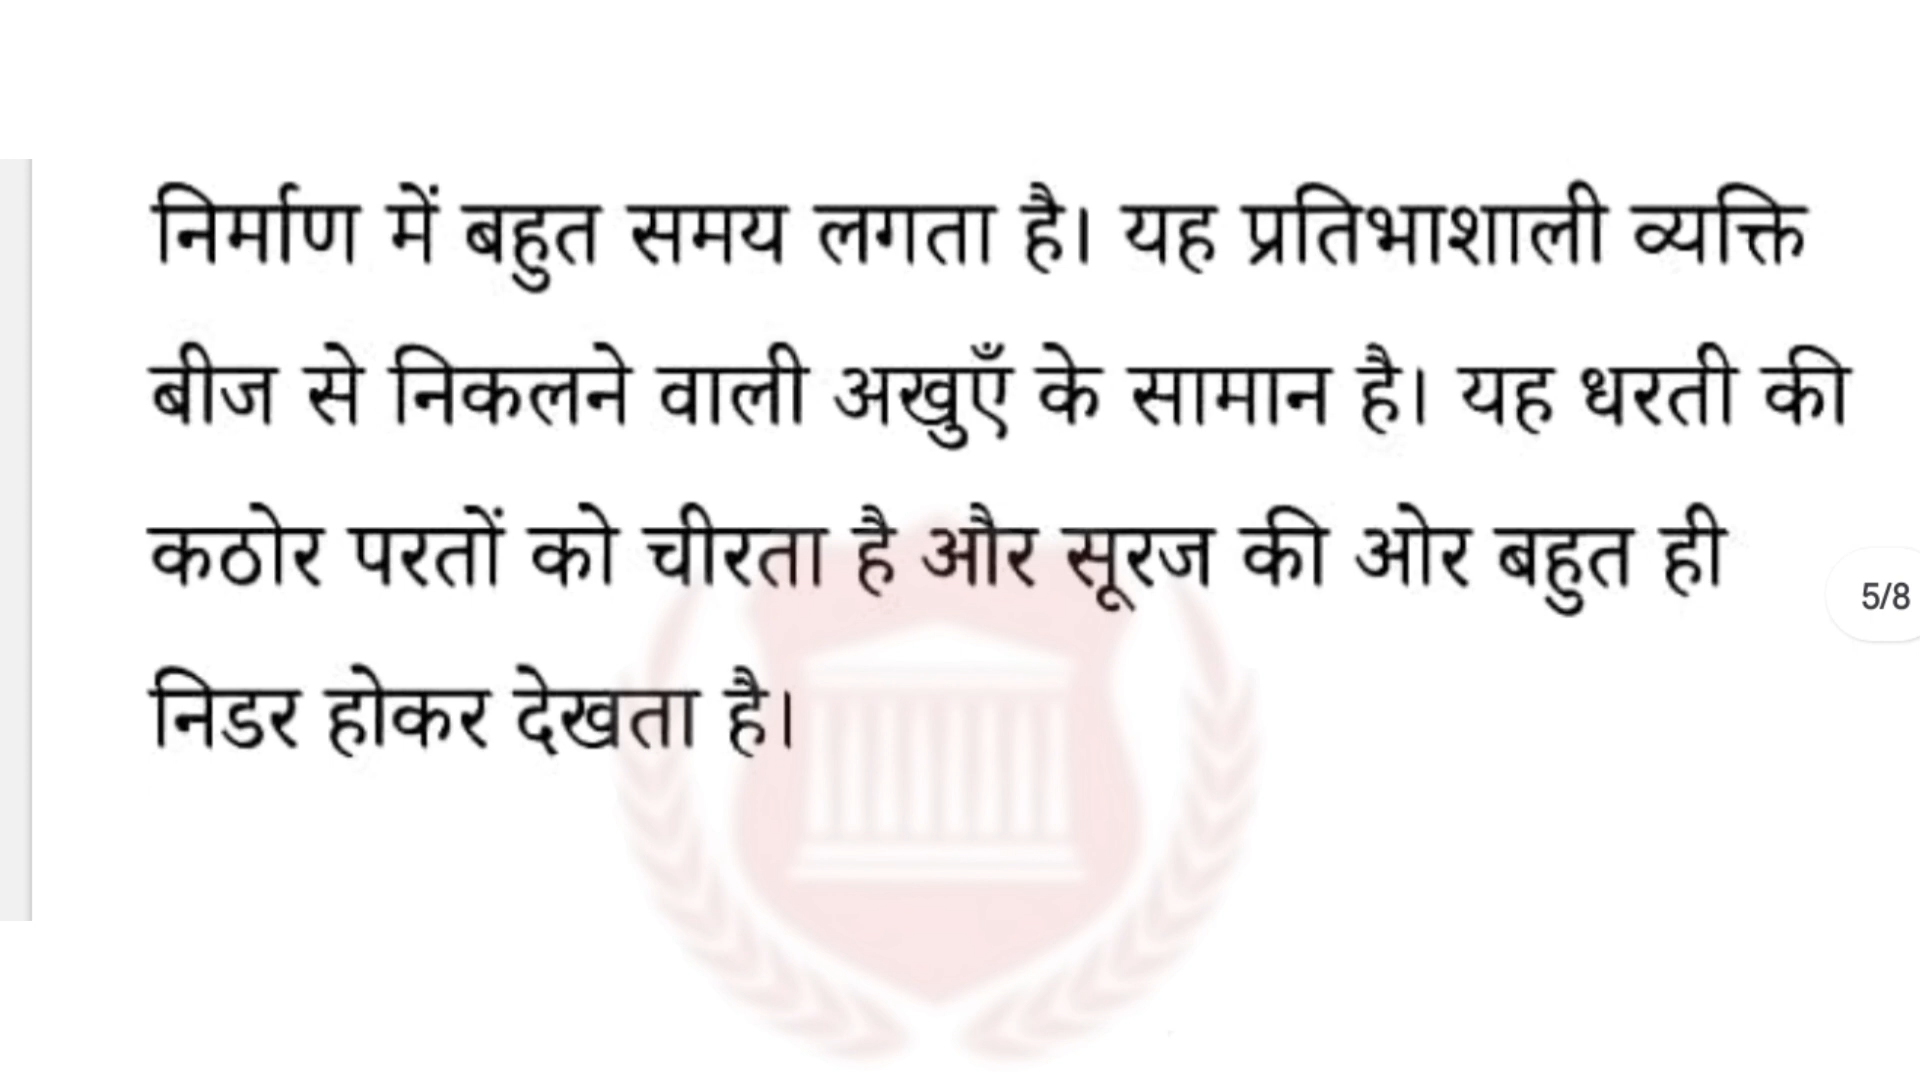 निर्माण में बहुत समय लगता है। यह प्रतिभाशाली व्यक्ति
बीज से निकलने वाली अखुएँ के सामान है। यह धरती की
कठोर परतों को चीरता है और सूरज की ओर बहुत ही
5/8
निडर होकर देखता है।